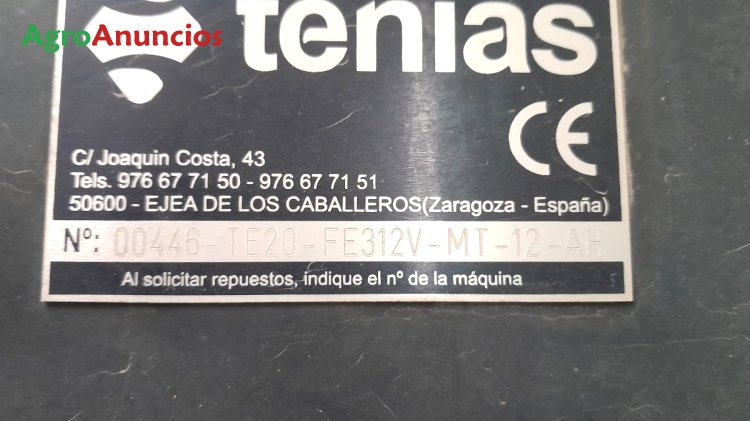 AgroAnuncios
tenias
CE
C/ Joaquin Costa, 43
Tels. 976 67 71 50 - 976 67 71 51
50600 - EJEA DE LOS CABALLEROS(Zaragoza - España)
Nº: 00446-TE20-FE312V-MT-12-AH
Al solicitar repuestos, indique el nº de la máquina